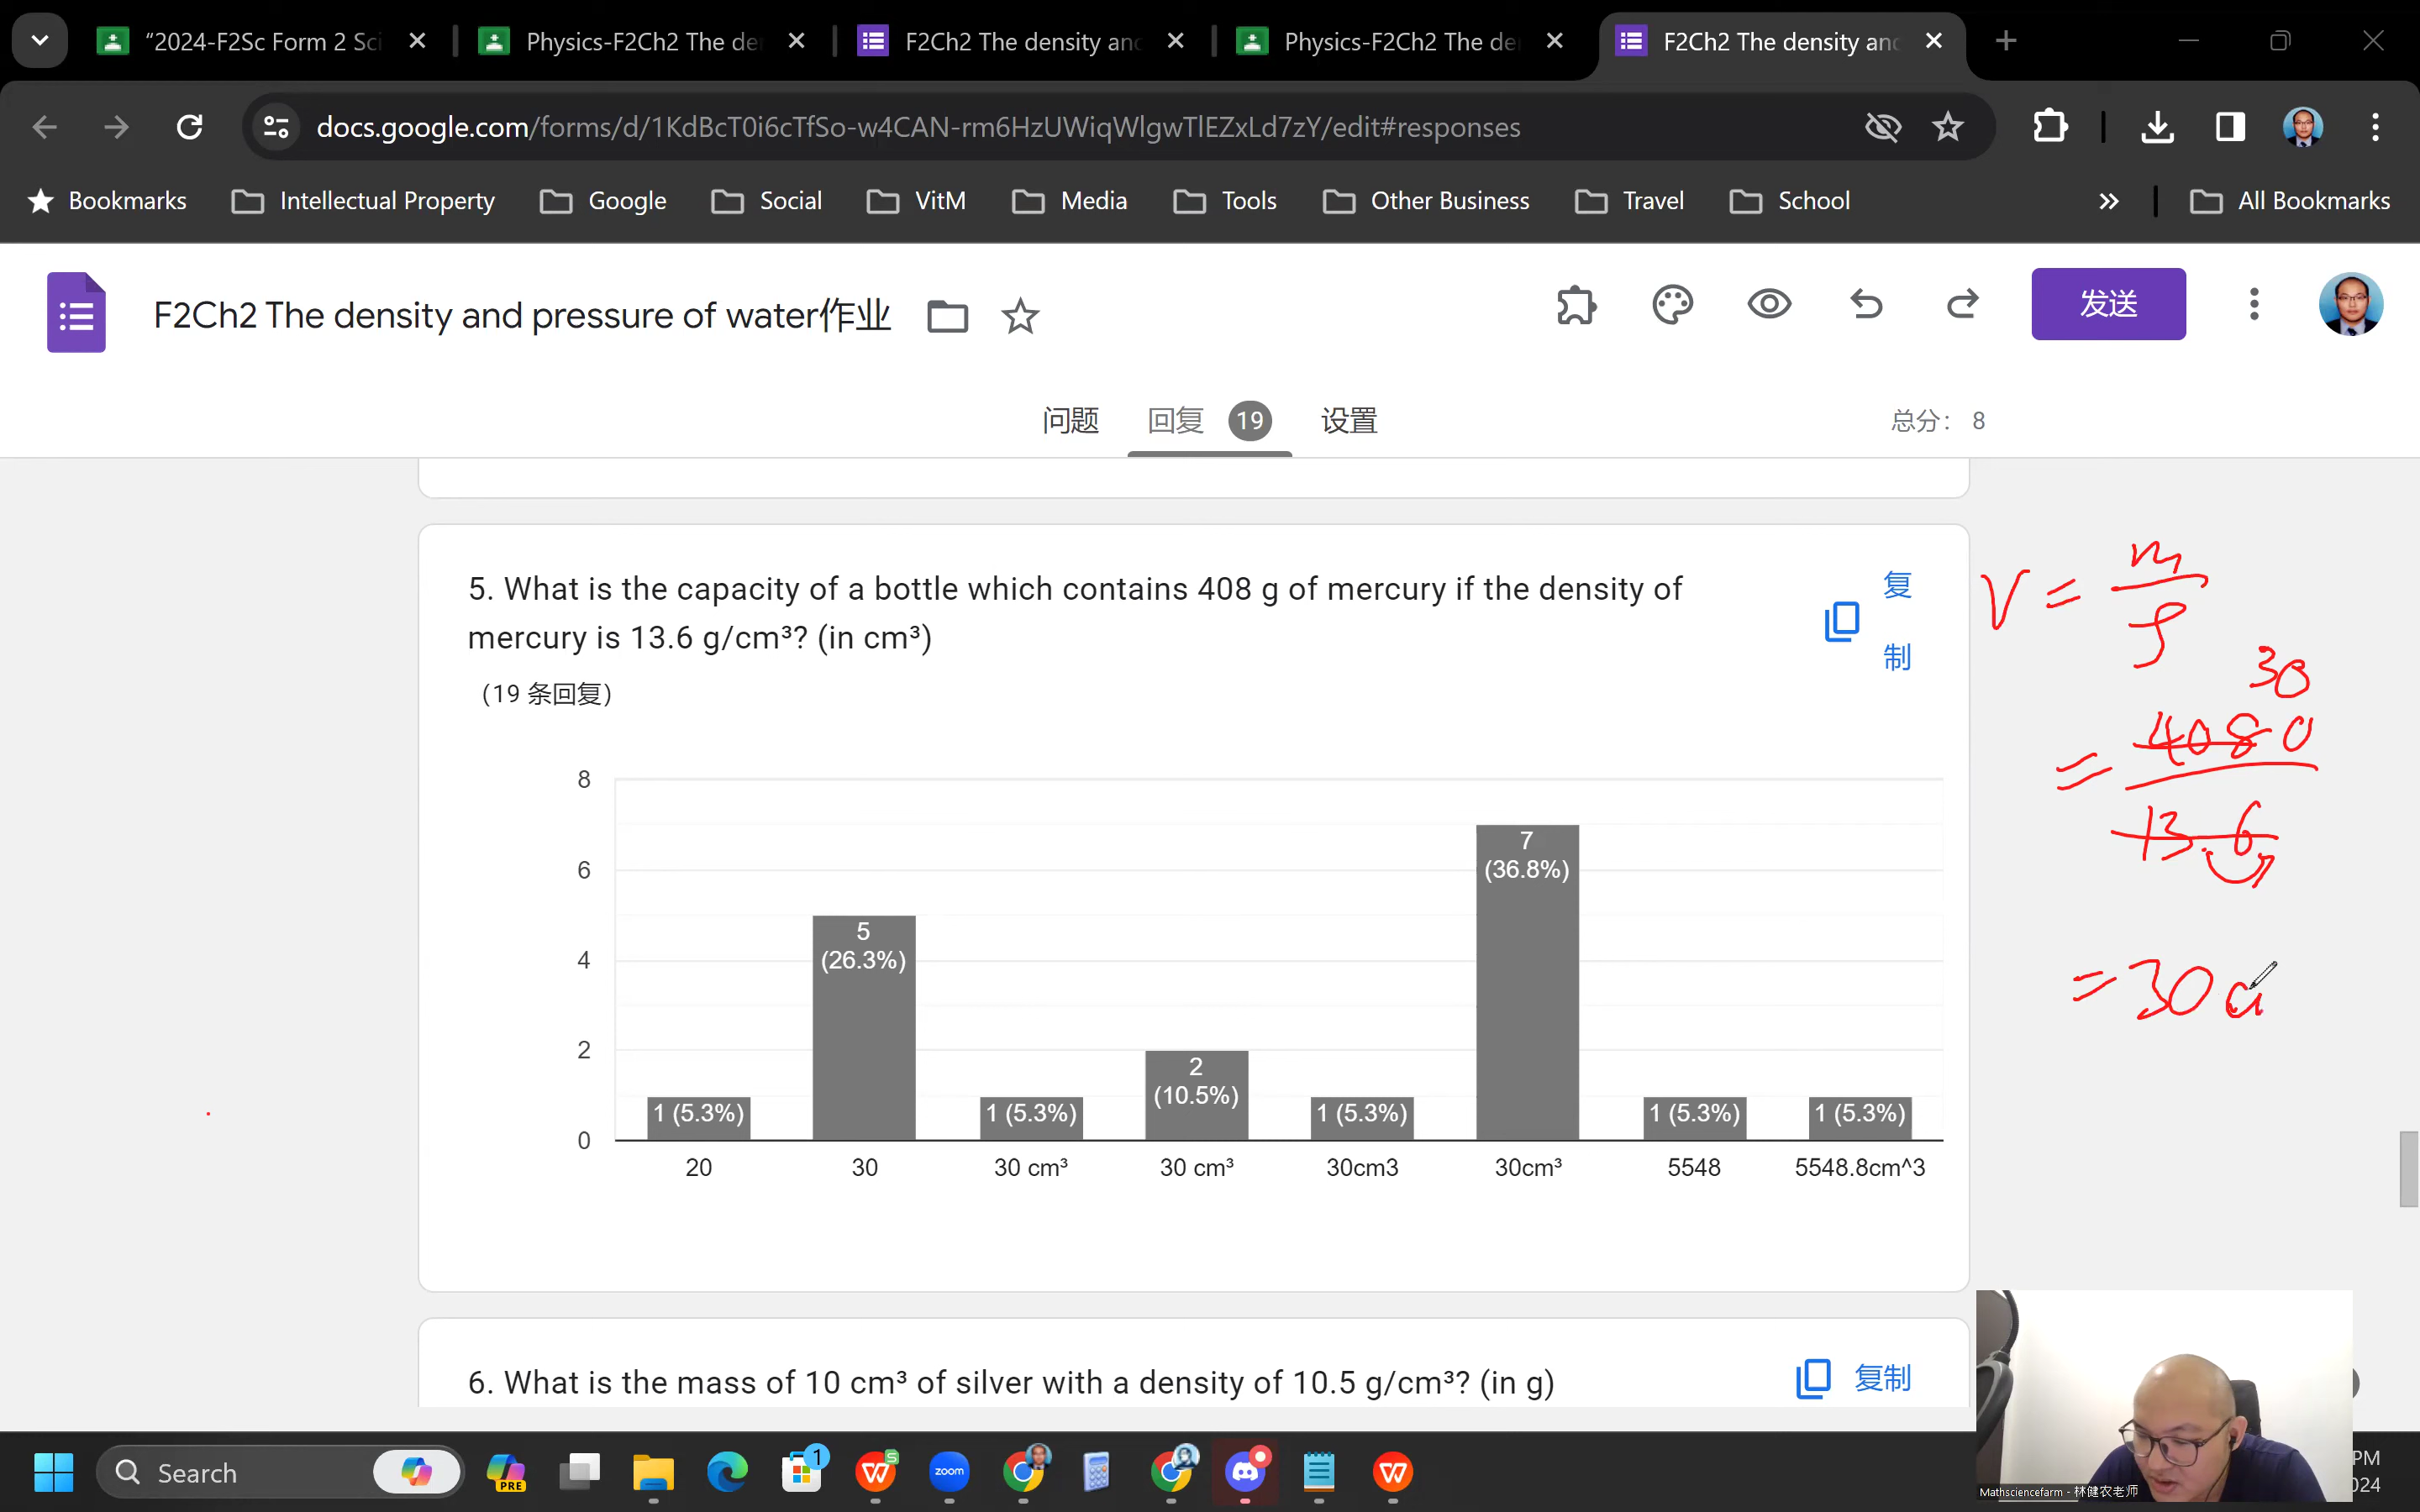 “2024-F2Sc Form 2 Sci
Physics-F2Ch2 The de
F2Ch2 The density and
Physics-F2Ch2 The de
F2Ch2 The density and
docs.google.com/forms/d/1KdBcT0i6cTfSo-w4CAN-rm6HzUWiqWlgwTlEZxLd7zY/edit#responses
Bookmarks
Intellectual Property
Google
Social
VitM
Media
Tools
Other Business
Travel
School
All Bookmarks
F2Ch2 The density and pressure of water作业
发送
问题
回复 19
设置
总分： 8
5. What is the capacity of a bottle which contains 408 g of mercury if the density of
mercury is 13.6 g/cm³? (in cm³)
（19 条回复）
复
制
8
6
4
2
0
1 (5.3%)
5
(26.3%)
1 (5.3%)
2
(10.5%)
1 (5.3%)
7
(36.8%)
1 (5.3%)
1 (5.3%)
20
30
30 cm³
30 cm³
30cm3
30cm³
5548
5548.8cm^3
V = m
ρ
30
= 4080
13.6
= 30 c
6. What is the mass of 10 cm³ of silver with a density of 10.5 g/cm³? (in g)
复制
Search
PRE
1
S
zoom
PM
024
Mathsciencefarm - 林健农老师